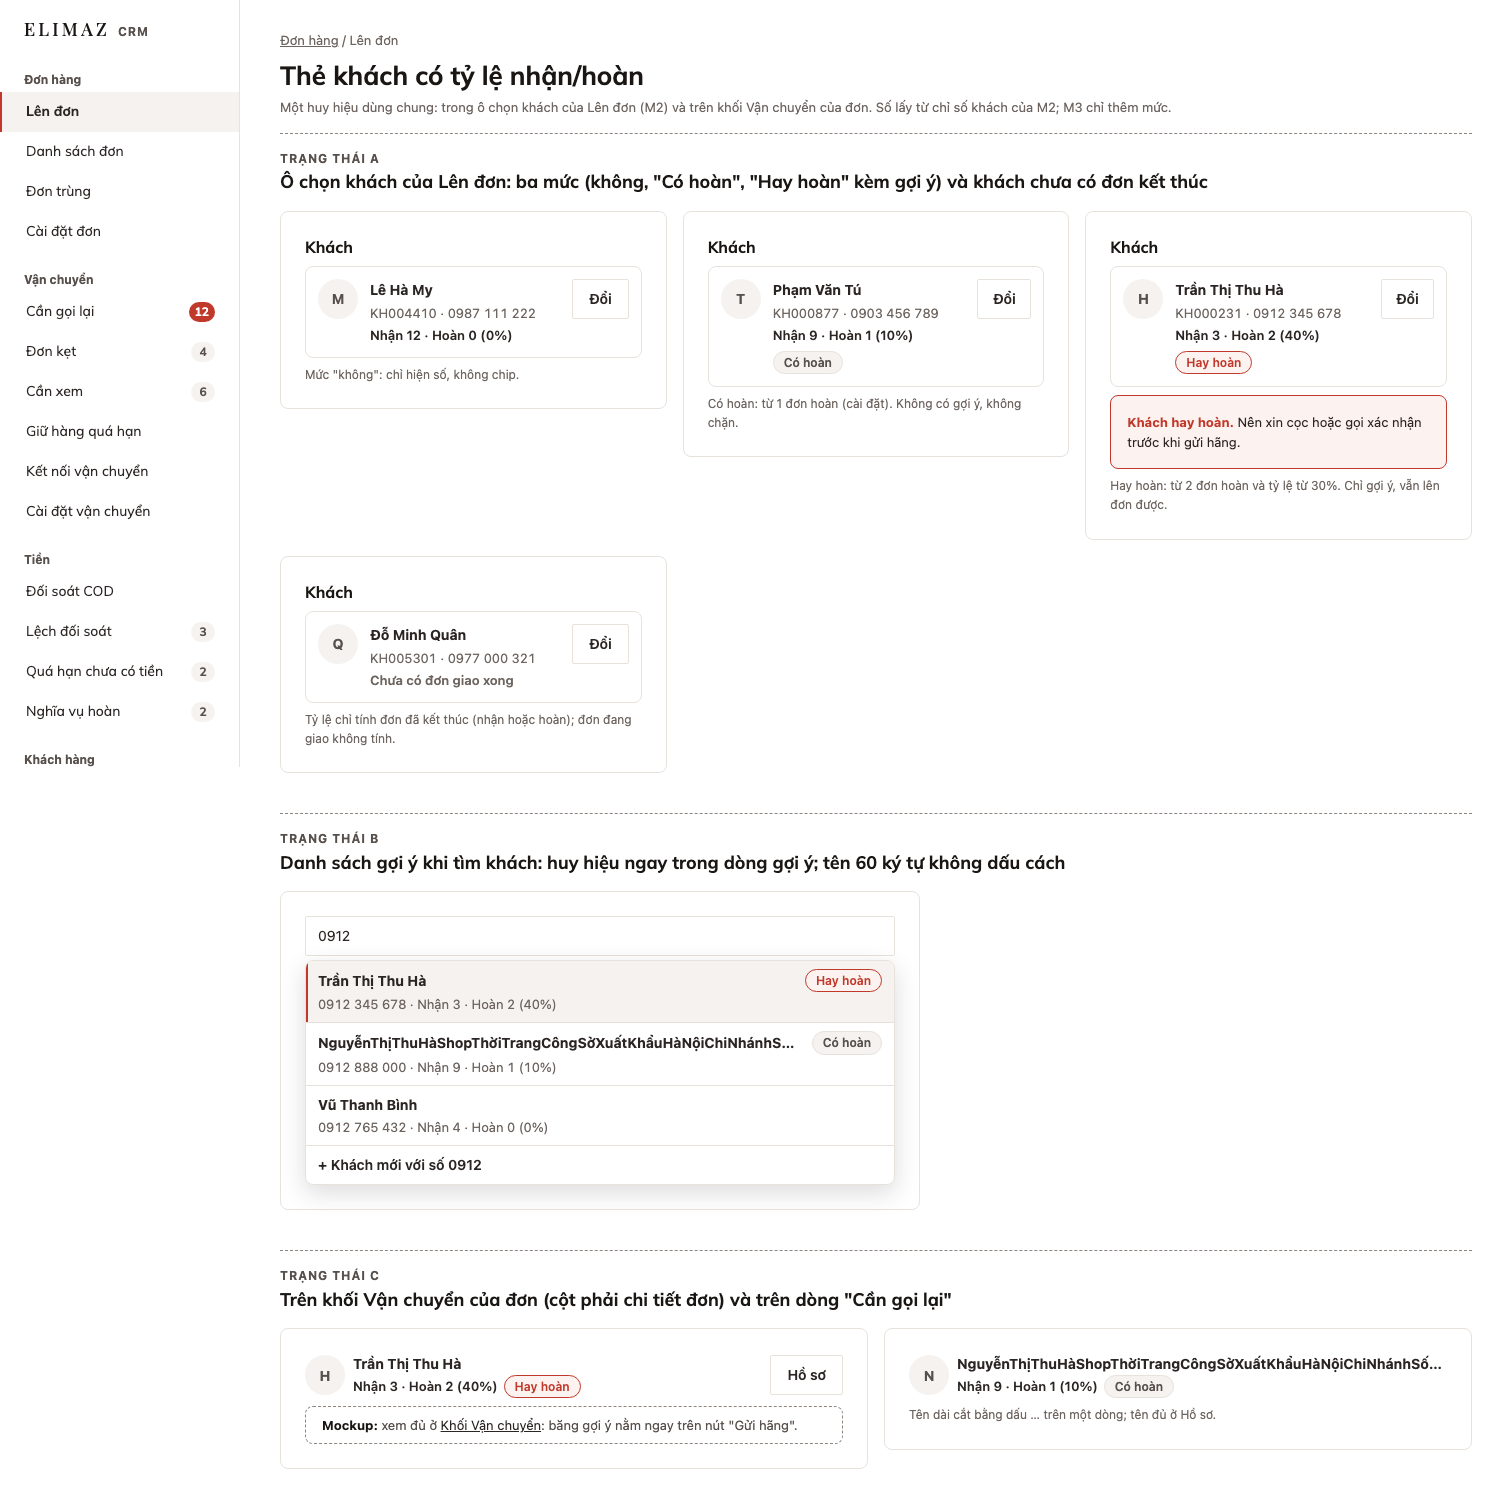 ELIMAZ CRM
Đơn hàng
Lên đơn
Danh sách đơn
Đơn trùng
Cài đặt đơn
Vận chuyển
Cần gọi lại 12
Đơn kẹt 4
Cần xem 6
Giữ hàng quá hạn
Kết nối vận chuyển
Cài đặt vận chuyển
Tiền
Đối soát COD
Lệch đối soát 3
Quá hạn chưa có tiền 2
Nghĩa vụ hoàn 2
Khách hàng
Đơn hàng / Lên đơn
Thẻ khách có tỷ lệ nhận/hoàn
Một huy hiệu dùng chung: trong ô chọn khách của Lên đơn (M2) và trên khối Vận chuyển của đơn. Số lấy từ chỉ số khách của M2; M3 chỉ thêm mức.
TRẠNG THÁI A
Ô chọn khách của Lên đơn: ba mức (không, "Có hoàn", "Hay hoàn" kèm gợi ý) và khách chưa có đơn kết thúc
Khách
M
Lê Hà My
KH004410 · 0987 111 222
Nhận 12 · Hoàn 0 (0%)
Đổi
Mức "không": chỉ hiện số, không chip.
Khách
T
Phạm Văn Tú
KH000877 · 0903 456 789
Nhận 9 · Hoàn 1 (10%)
Có hoàn
Đổi
Có hoàn: từ 1 đơn hoàn (cài đặt). Không có gợi ý, không
chặn.
Khách
H
Trần Thị Thu Hà
KH000231 · 0912 345 678
Nhận 3 · Hoàn 2 (40%)
Hay hoàn
Đổi
Khách hay hoàn. Nên xin cọc hoặc gọi xác nhận
trước khi gửi hãng.
Hay hoàn: từ 2 đơn hoàn và tỷ lệ từ 30%. Chỉ gợi ý, vẫn lên
đơn được.
Khách
Q
Đỗ Minh Quân
KH005301 · 0977 000 321
Chưa có đơn giao xong
Đổi
Tỷ lệ chỉ tính đơn đã kết thúc (nhận hoặc hoàn); đơn đang
giao không tính.
TRẠNG THÁI B
Danh sách gợi ý khi tìm khách: huy hiệu ngay trong dòng gợi ý; tên 60 ký tự không dấu cách
0912
Trần Thị Thu Hà Hay hoàn
0912 345 678 · Nhận 3 · Hoàn 2 (40%)
NguyễnThịThuHàShopThờiTrangCôngSởXuấtKhẩuHàNộiChiNhánhS... Có hoàn
0912 888 000 · Nhận 9 · Hoàn 1 (10%)
Vũ Thanh Bình
0912 765 432 · Nhận 4 · Hoàn 0 (0%)
+ Khách mới với số 0912
TRẠNG THÁI C
Trên khối Vận chuyển của đơn (cột phải chi tiết đơn) và trên dòng "Cần gọi lại"
H
Trần Thị Thu Hà
Nhận 3 · Hoàn 2 (40%) Hay hoàn
Hồ sơ
Mockup: xem đủ ở Khối Vận chuyển: băng gợi ý nằm ngay trên nút "Gửi hãng".
N
NguyễnThịThuHàShopThờiTrangCôngSởXuấtKhẩuHàNộiChiNhánhSố...
Nhận 9 · Hoàn 1 (10%) Có hoàn
Tên dài cắt bằng dấu ... trên một dòng; tên đủ ở Hồ sơ.